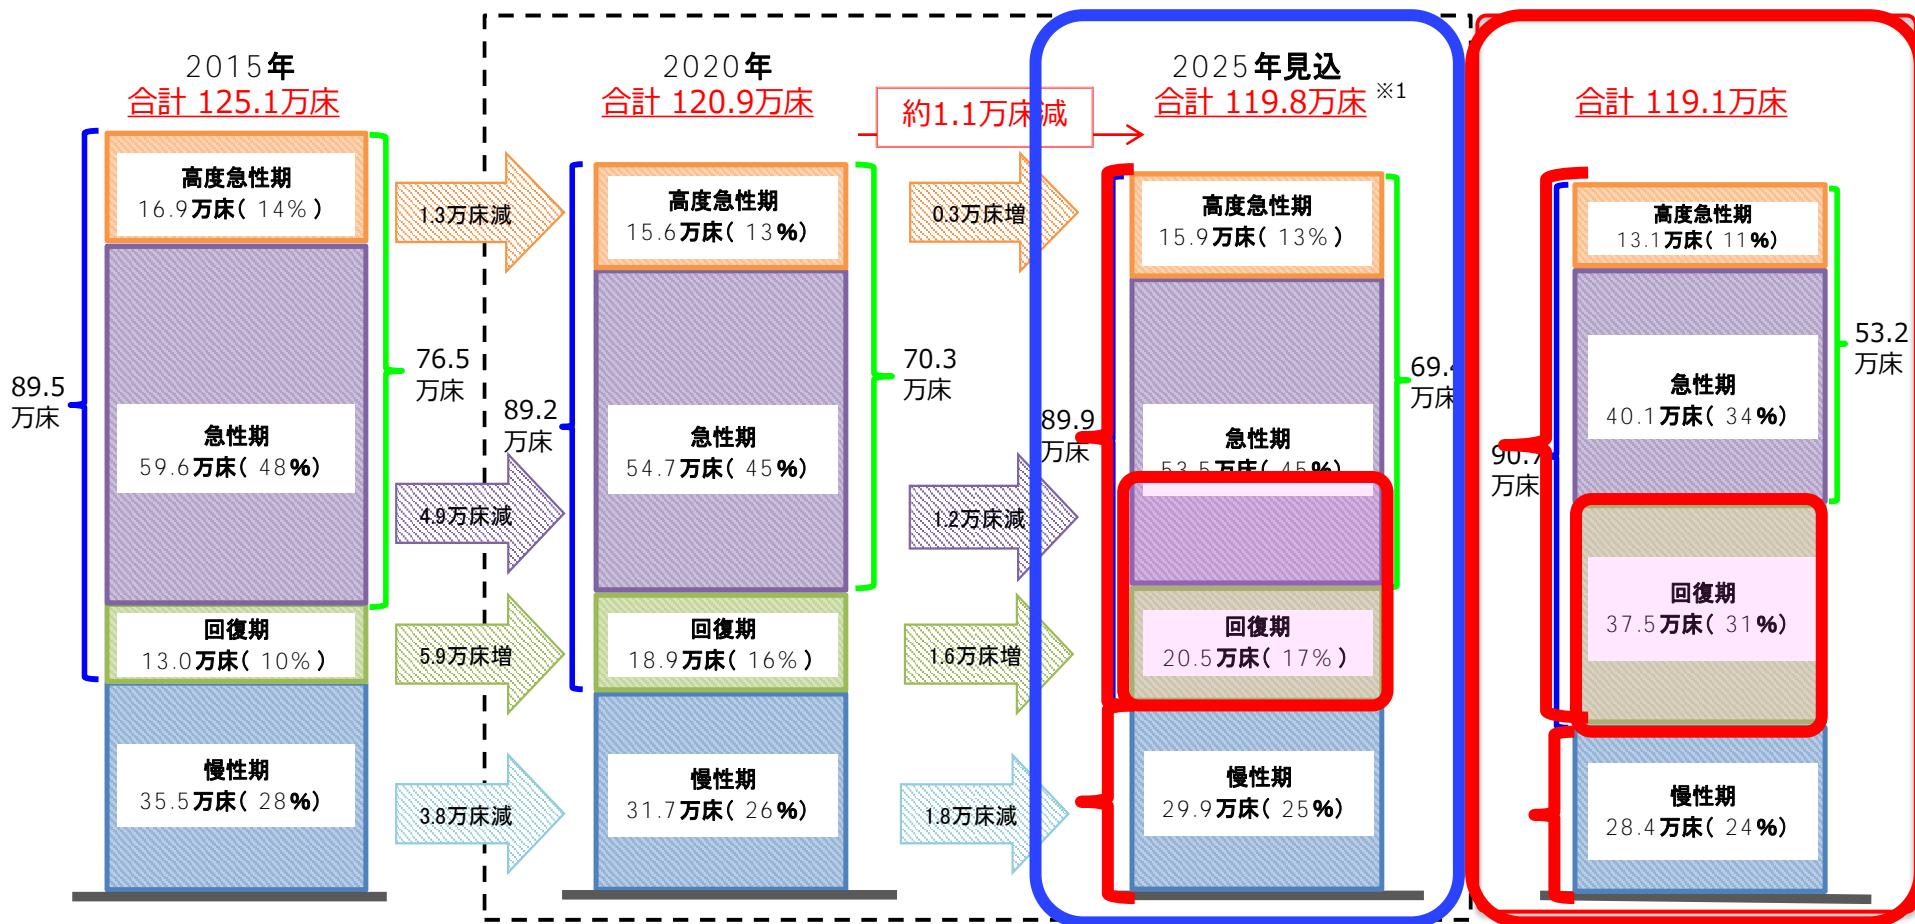 2015年
合計 125.1万床
高度急性期
16.9万床( 14% )
急性期
59.6万床( 48%)
回復期
13.0万床( 10% )
慢性期
35.5万床( 28%)
89.5
万床
76.5
万床
1.3万床減
4.9万床減
5.9万床増
3.8万床減
2020年
合計 120.9万床
高度急性期
15.6万床( 13%)
急性期
54.7万床( 45%)
回復期
18.9万床( 16% )
慢性期
31.7万床( 26%)
89.2
万床
70.3
万床
約1.1万床減
0.3万床増
1.2万床減
1.6万床増
1.8万床減
2025年見込
合計 119.8万床 ※1
高度急性期
15.9万床( 13% )
急性期
53.5万床( 45%)
回復期
20.5万床( 17% )
慢性期
29.9万床( 25%)
89.9
万床
69.4
万床
合計 119.1万床
高度急性期
13.1万床( 11%)
急性期
40.1万床( 34%)
回復期
37.5万床( 31%)
慢性期
28.4万床( 24%)
90.7
万床
53.2
万床